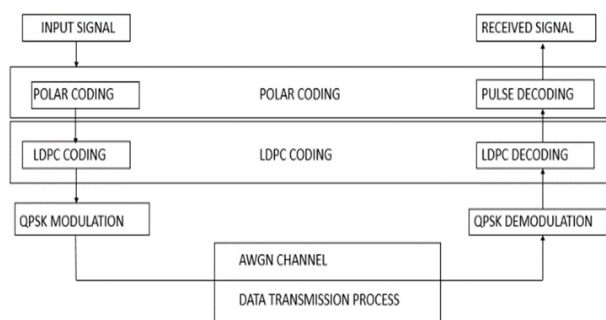 INPUT SIGNAL
RECEIVED SIGNAL
POLAR CODING
POLAR CODING
PULSE DECODING
LDPC CODING
LDPC CODING
LDPC DECODING
QPSK MODULATION
QPSK DEMODULATION
AWGN CHANNEL
DATA TRANSMISSION PROCESS